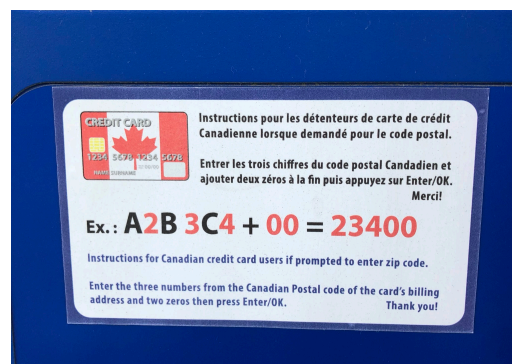 CREDIT CARD
1234 5678 1234 5678
NAME SURNAME
Instructions pour les détenteurs de carte de crédit
Canadienne lorsque demandé pour le code postal.
Entrer les trois chiffres du code postal Candadien et
ajouter deux zéros à la fin puis appuyez sur Enter/OK.
Merci!
Ex.: A2B 3C4 + 00 = 23400
Instructions for Canadian credit card users if prompted to enter zip code.
Enter the three numbers from the Canadian Postal code of the card's billing
address and two zeros then press Enter/OK. Thank you!